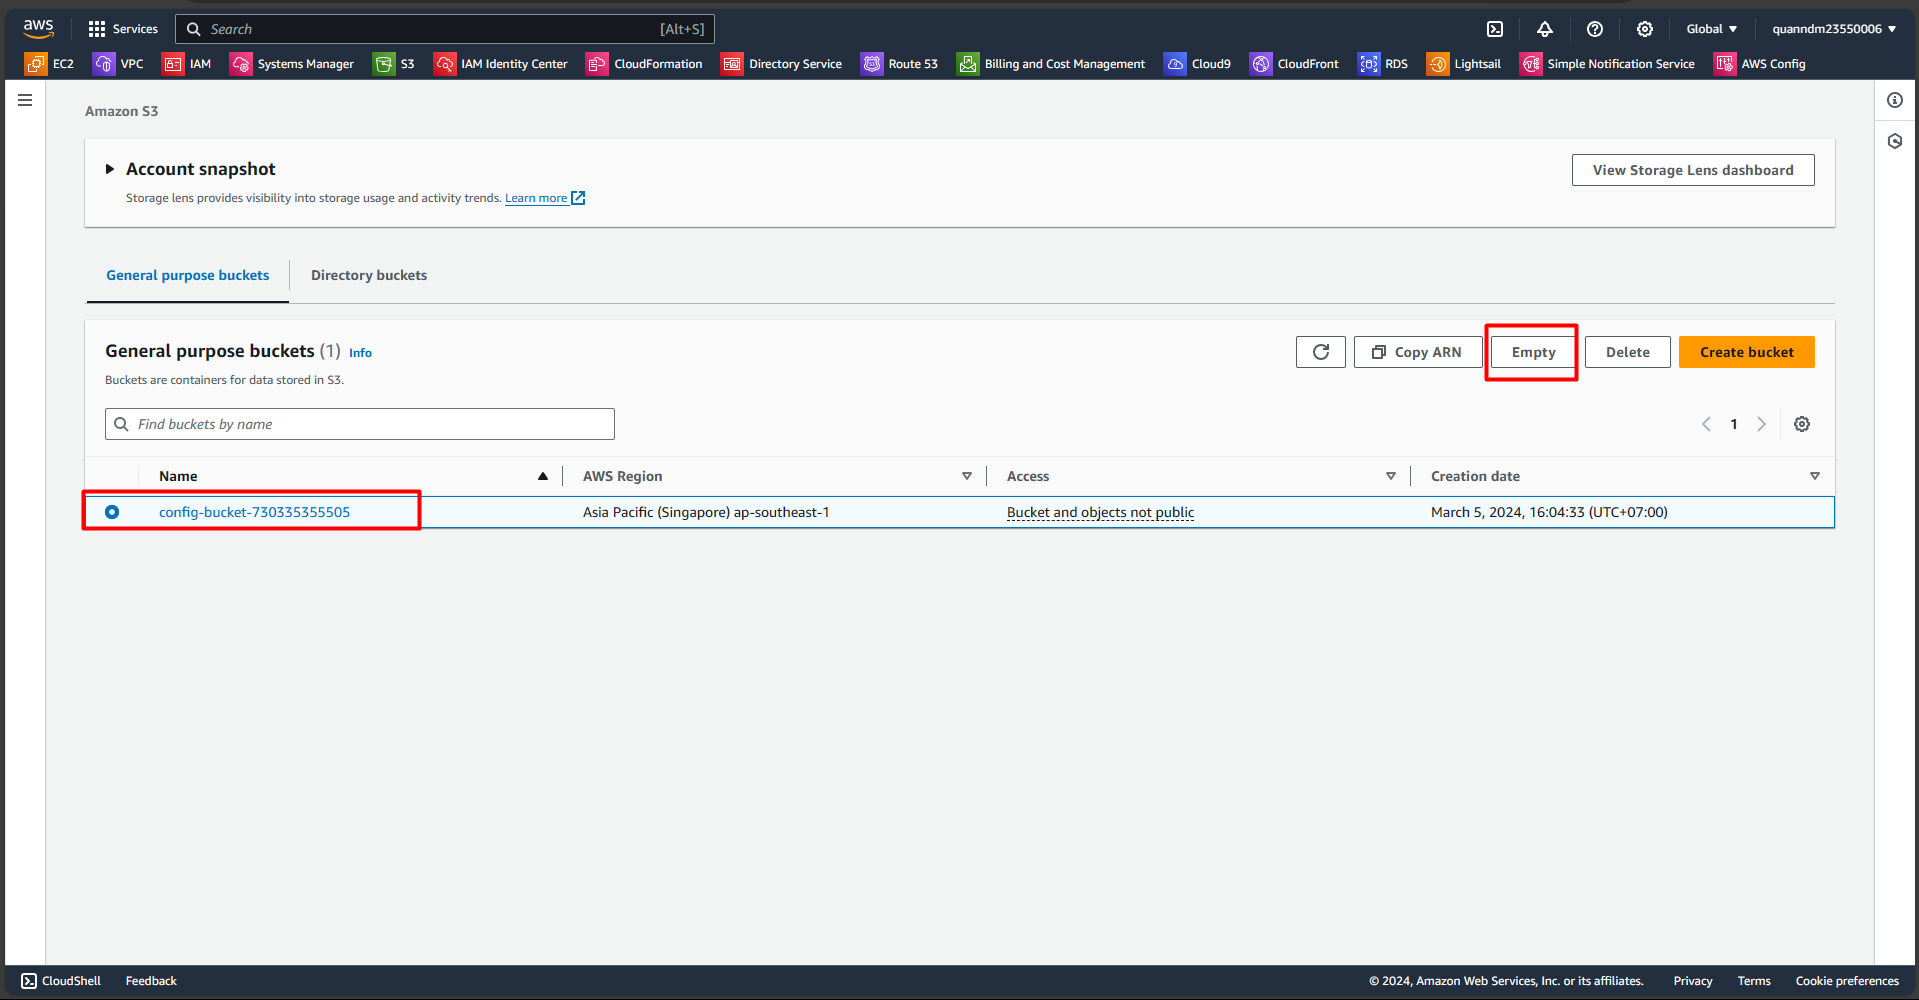 aws Services Search [Alt+S] Global quanndm23550006
EC2 VPC IAM Systems Manager S3 IAM Identity Center CloudFormation Directory Service Route 53 Billing and Cost Management Cloud9 CloudFront RDS Lightsail Simple Notification Service AWS Config
Amazon S3
Account snapshot
View Storage Lens dashboard
Storage lens provides visibility into storage usage and activity trends. Learn more
General purpose buckets Directory buckets
General purpose buckets (1) Info
Copy ARN Empty Delete Create bucket
Buckets are containers for data stored in S3.
Find buckets by name 1
Name AWS Region Access Creation date
config-bucket-730335355505 Asia Pacific (Singapore) ap-southeast-1 Bucket and objects not public March 5, 2024, 16:04:33 (UTC+07:00)
CloudShell Feedback © 2024, Amazon Web Services, Inc. or its affiliates. Privacy Terms Cookie preferences